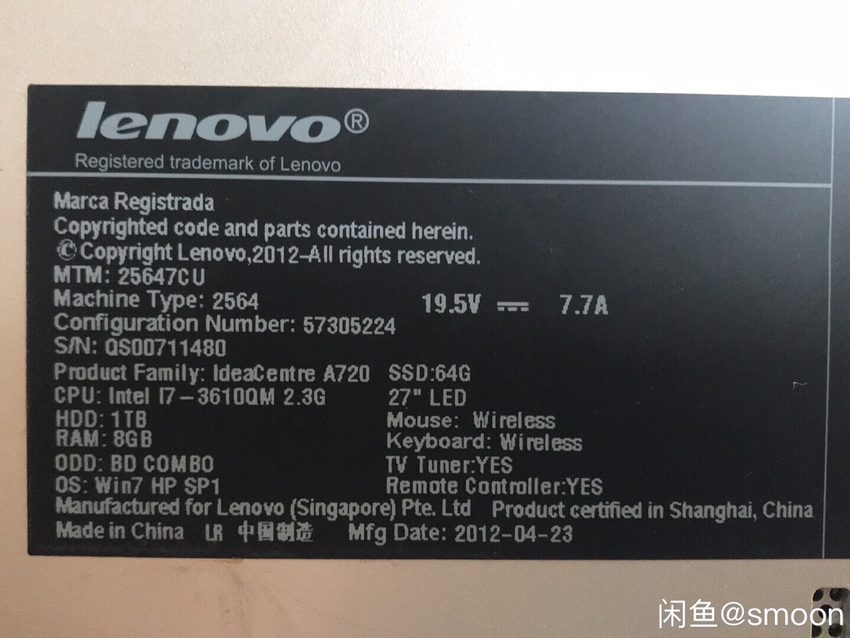 lenovo®
Registered trademark of Lenovo
Marca Registrada
Copyrighted code and parts contained herein.
©Copyright Lenovo,2012-All rights reserved.
MTM: 25647CU
Machine Type: 2564 19.5V 7.7A
Configuration Number: 57305224
S/N: QS00711480
Product Family: IdeaCentre A720 SSD:64G
CPU: Intel I7-3610QM 2.3G 27" LED
HDD: 1TB Mouse: Wireless
RAM: 8GB Keyboard: Wireless
ODD: BD COMBO TV Tuner:YES
OS: Win7 HP SP1 Remote Controller:YES
Manufactured for Lenovo (Singapore) Pte. Ltd Product certified in Shanghai, China
Made in China LR 中国制造 Mfg Date: 2012-04-23
闲鱼@smoon